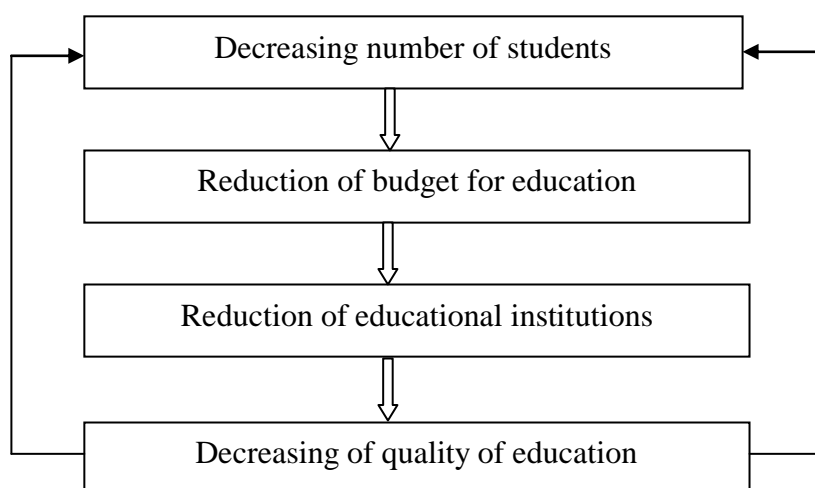 Decreasing number of students
Reduction of budget for education
Reduction of educational institutions
Decreasing of quality of education